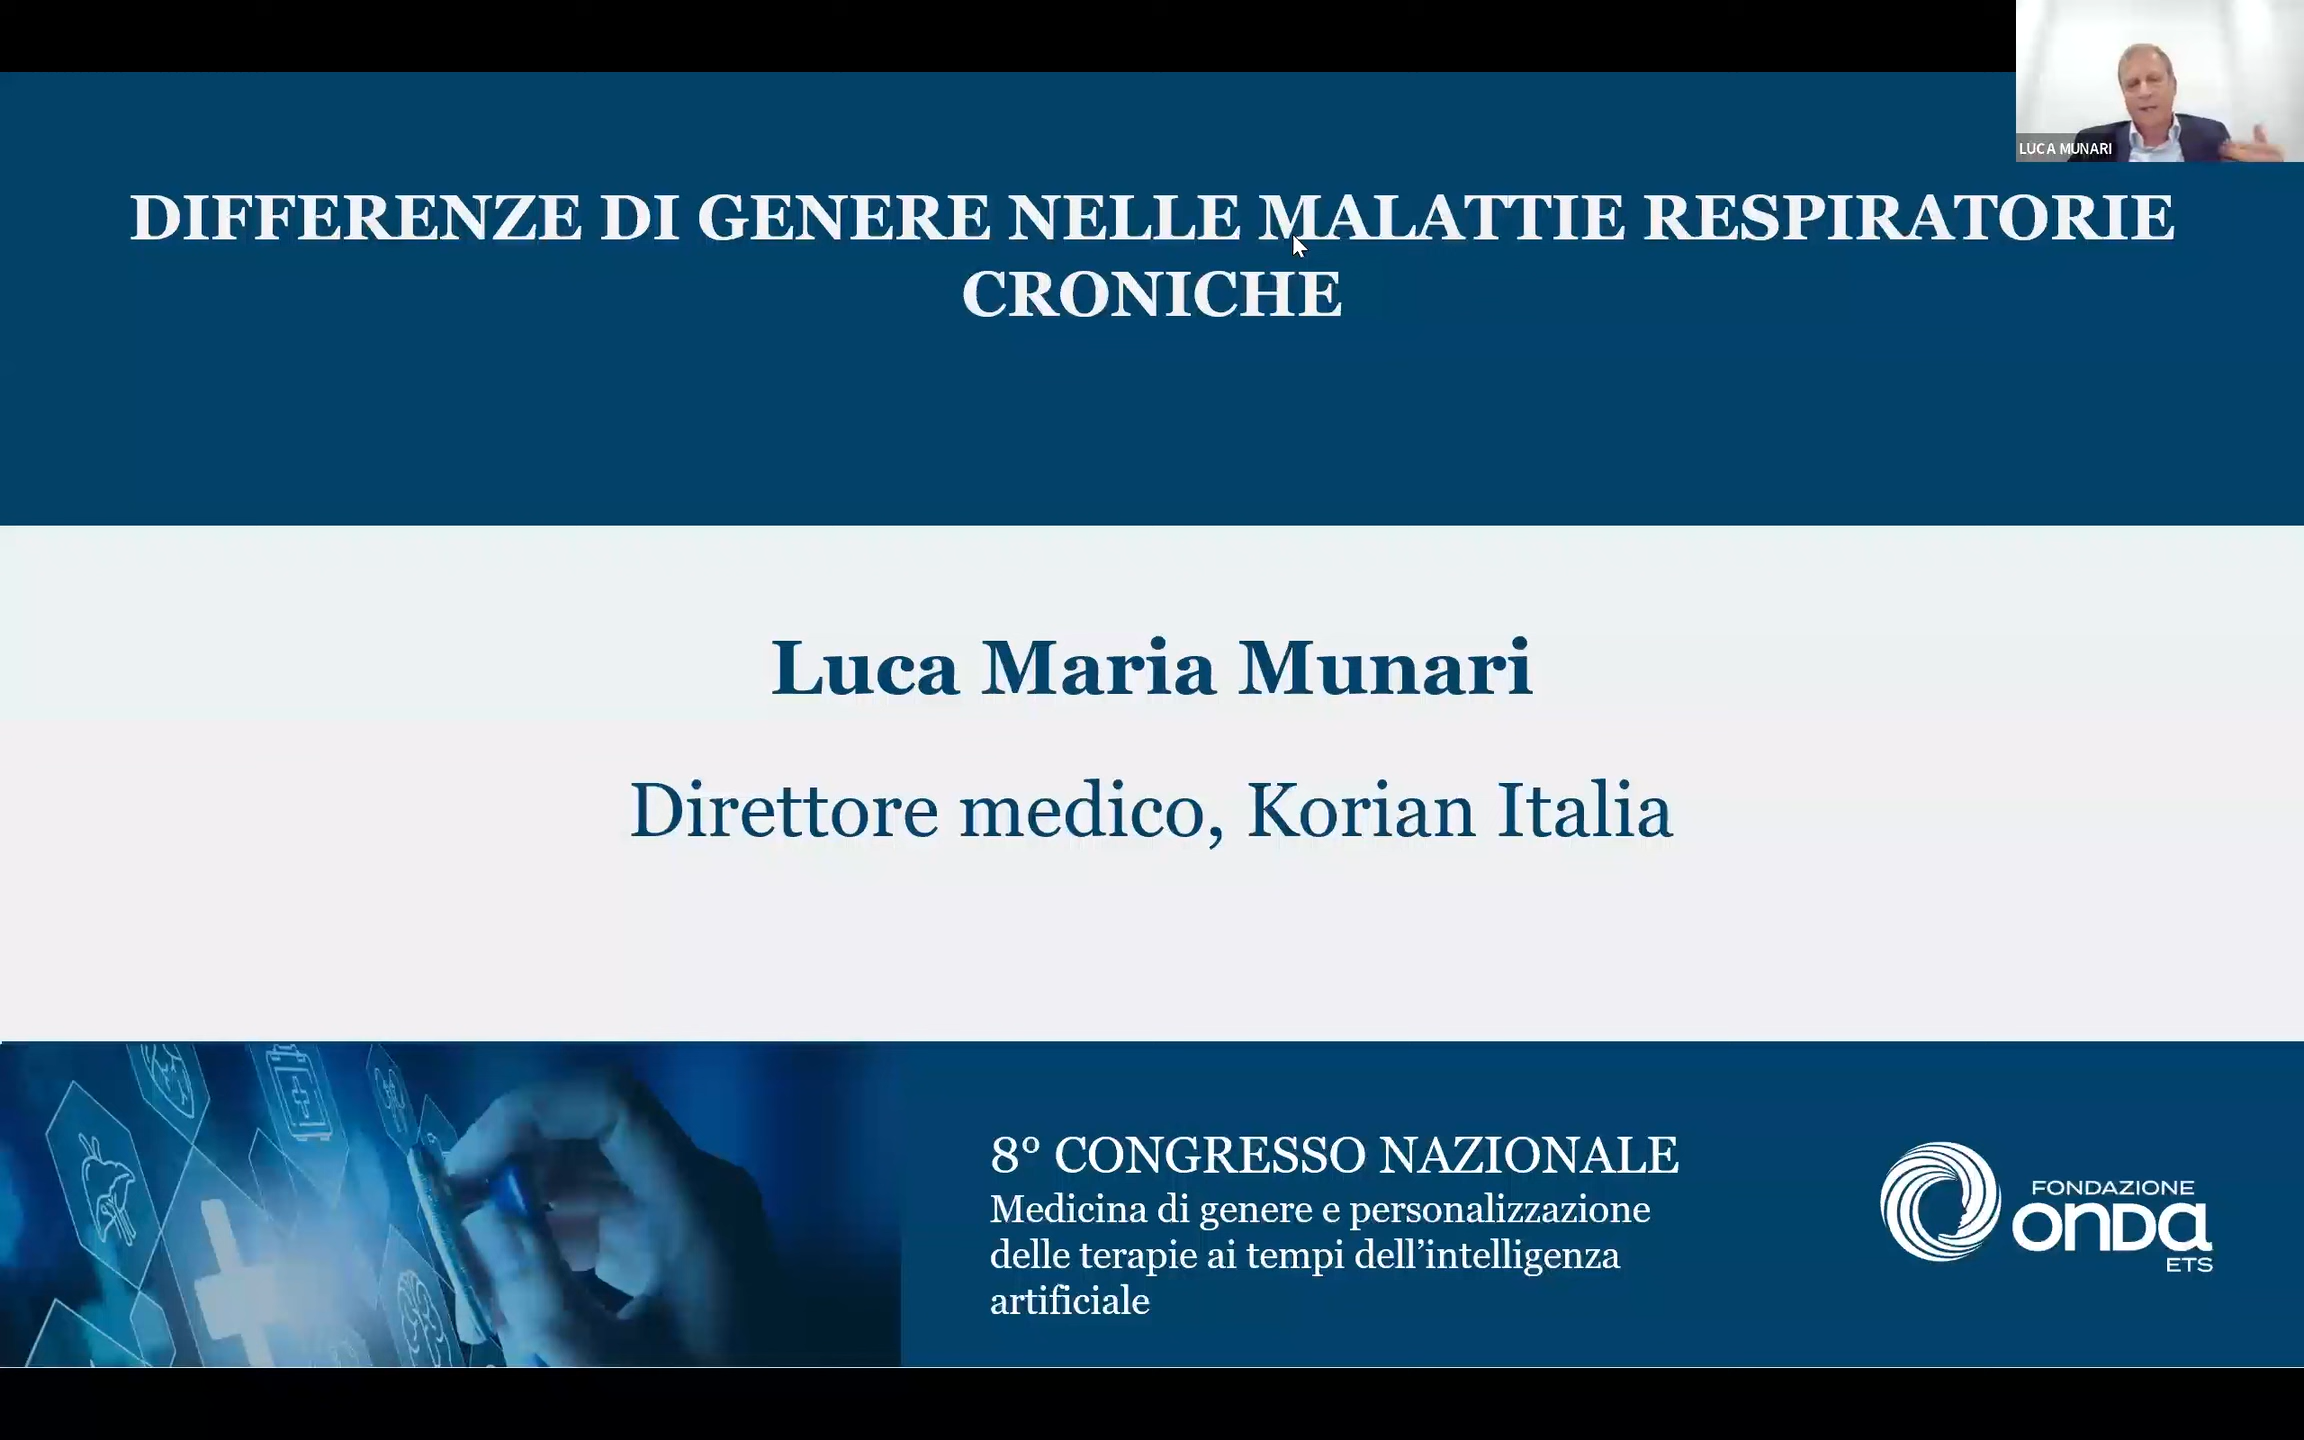 LUCA MUNARI
DIFFERENZE DI GENERE NELLE MALATTIE RESPIRATORIE
CRONICHE
Luca Maria Munari
Direttore medico, Korian Italia
8° CONGRESSO NAZIONALE
Medicina di genere e personalizzazione
delle terapie ai tempi dell’intelligenza
artificiale
FONDAZIONE
ONDA
ETS